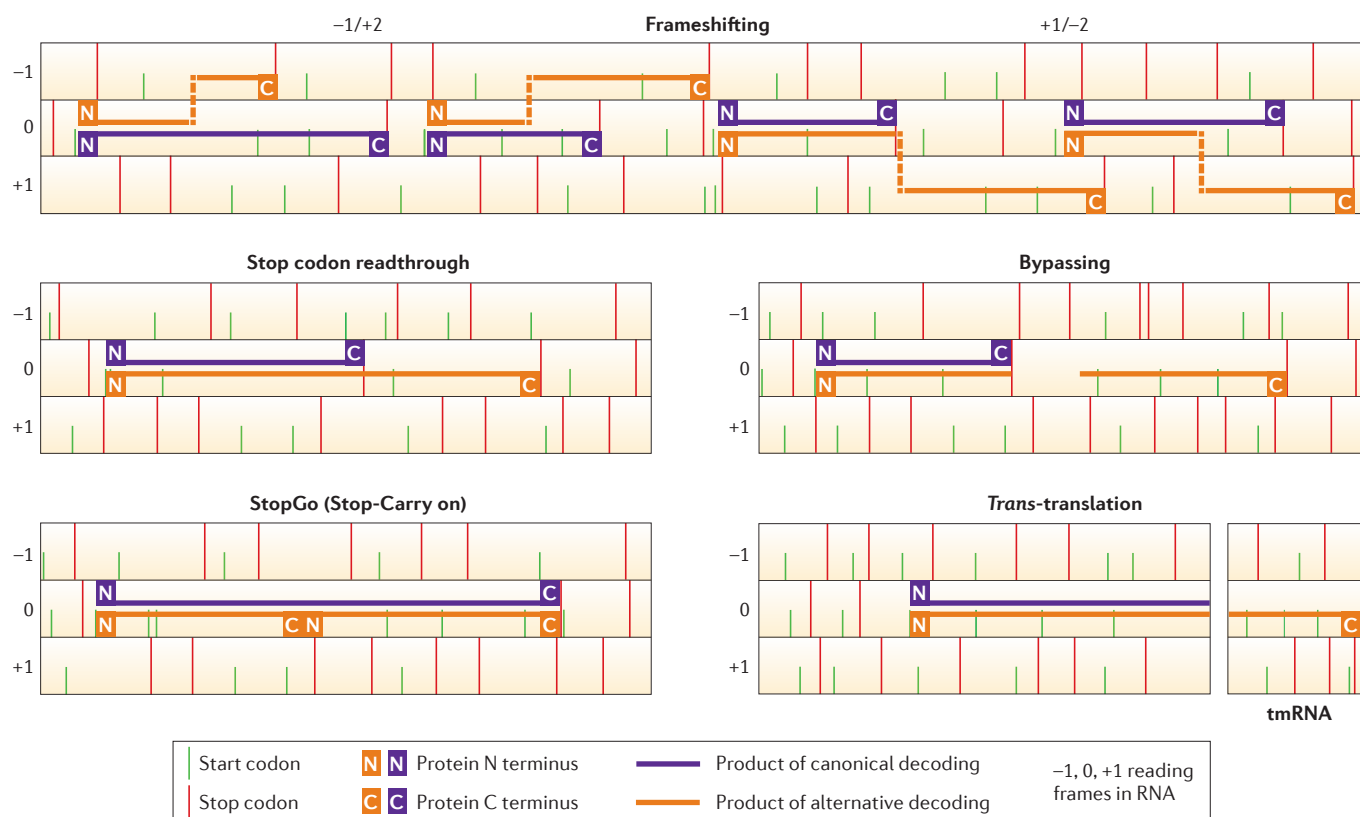 −1/+2 Frameshifting +1/−2
−1
N C N C
0
N C N C
N C N C
N C N C
+1
Stop codon readthrough Bypassing
−1 −1
0 N C 0 N C
N C N C
+1 +1
StopGo (Stop-Carry on) Trans-translation
−1 −1
0 N C 0 N
N C N C N C
+1 +1
tmRNA
Start codon N N Protein N terminus Product of canonical decoding −1, 0, +1 reading
Stop codon C C Protein C terminus Product of alternative decoding frames in RNA